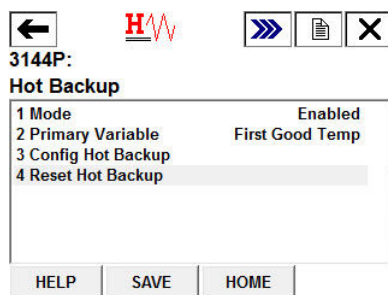 H
3144P:
Hot Backup
1 Mode Enabled
2 Primary Variable First Good Temp
3 Config Hot Backup
4 Reset Hot Backup
HELP SAVE HOME